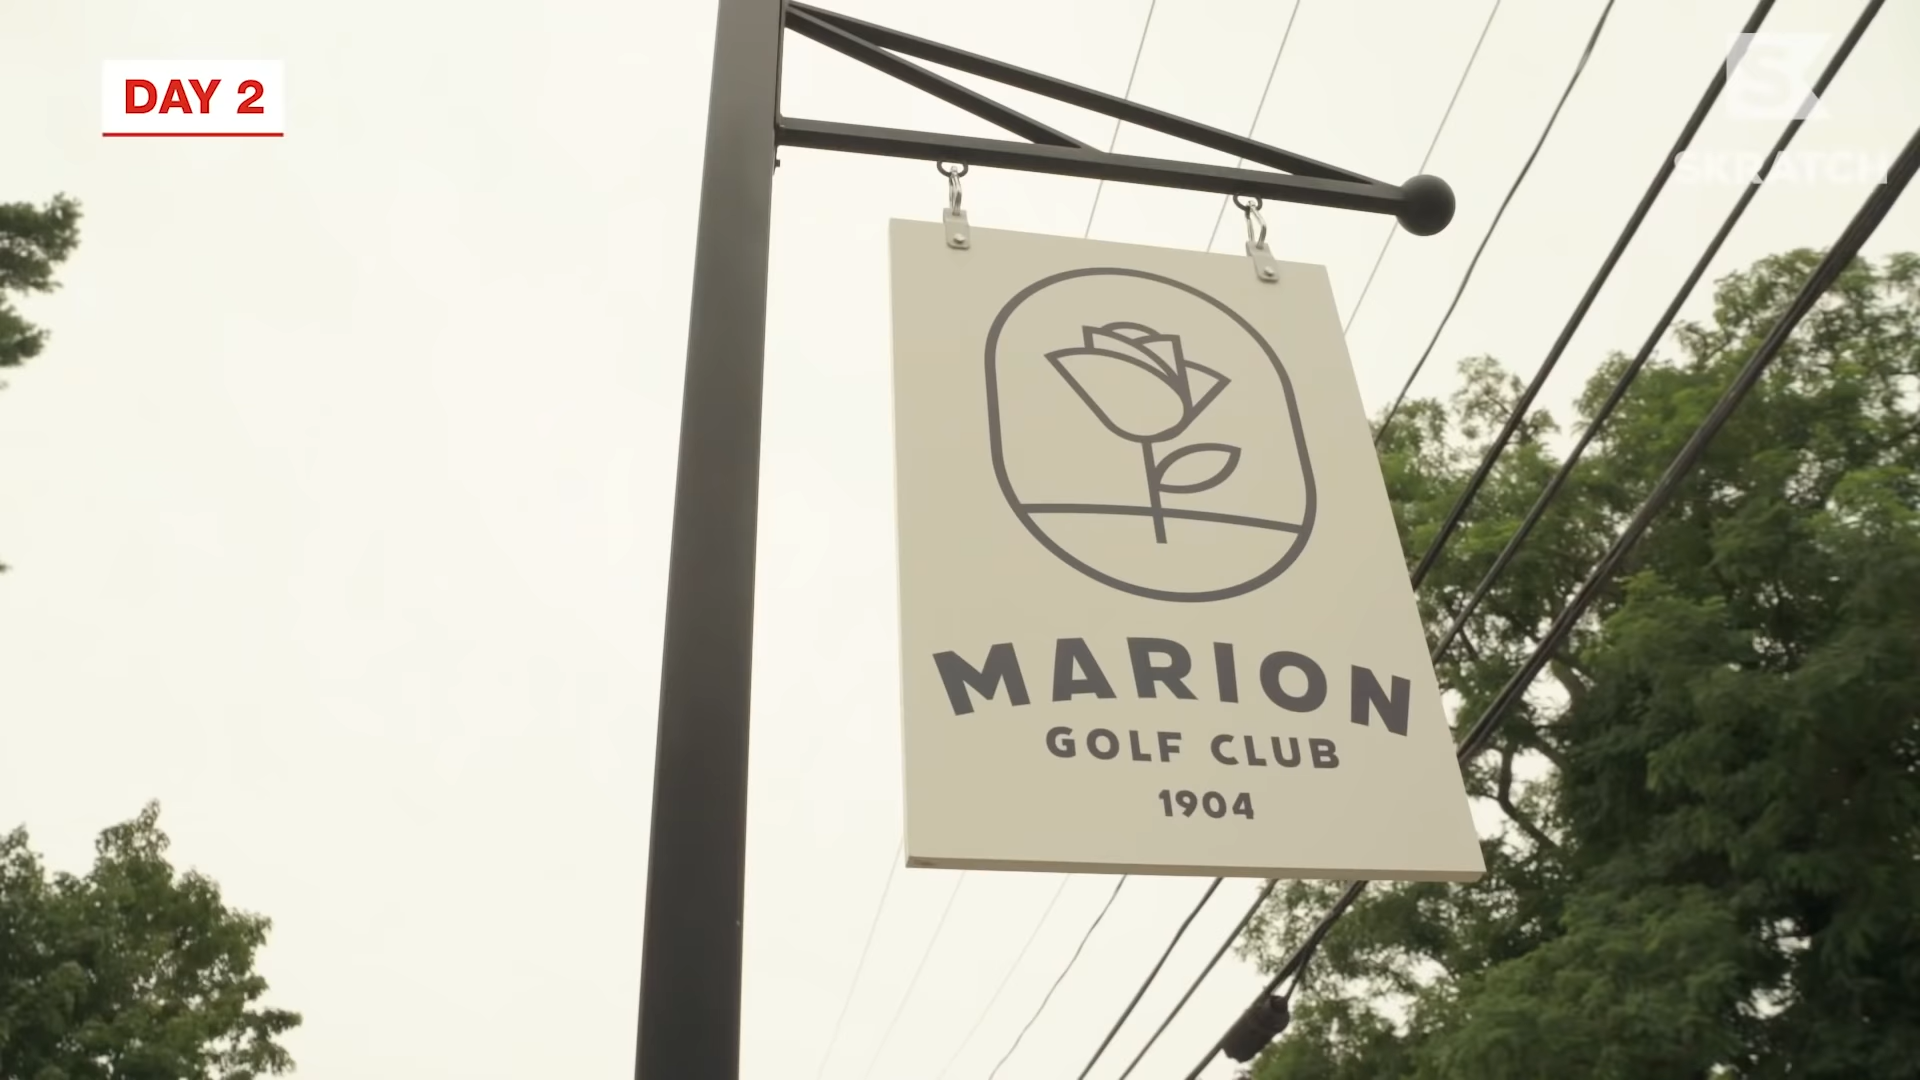 DAY 2
SKRATCH
MARION
GOLF CLUB
1904